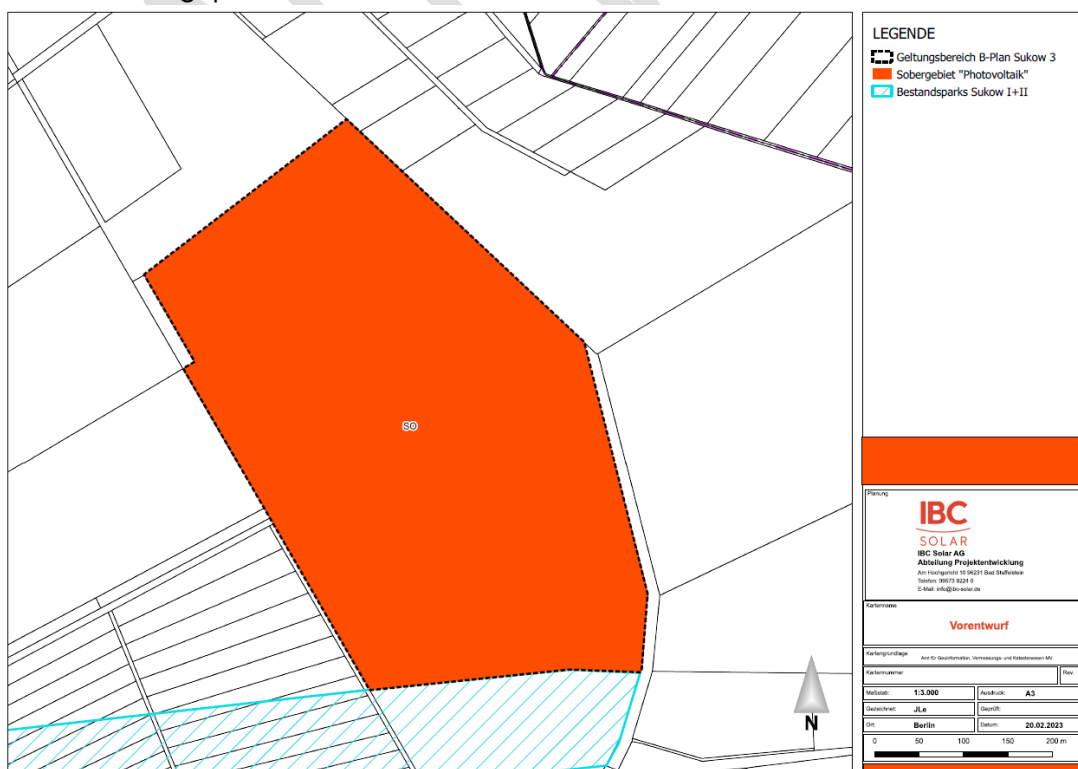 LEGENDE
Geltungsbereich B-Plan Sukow 3
Sobergebiet "Photovoltaik"
Bestandsparks Sukow I+II
SO
N
Planung
IBC
SOLAR
IBC Solar AG
Abteilung Projektentwicklung
Am Hochgericht 10 96231 Bad Staffelstein
Telefon: 09573 9224 0
E-Mail: info@ibc-solar.de
Kartenname
Vorentwurf
Kartengrundlage
Amt für Geoinformation, Vermessungs- und Katasterwesen MV
Kartennummer Rev.
Maßstab: 1:3.000 Ausdruck: A3
Gezeichnet: JLe Geprüft:
Ort: Berlin Datum: 20.02.2023
0 50 100 150 200 m